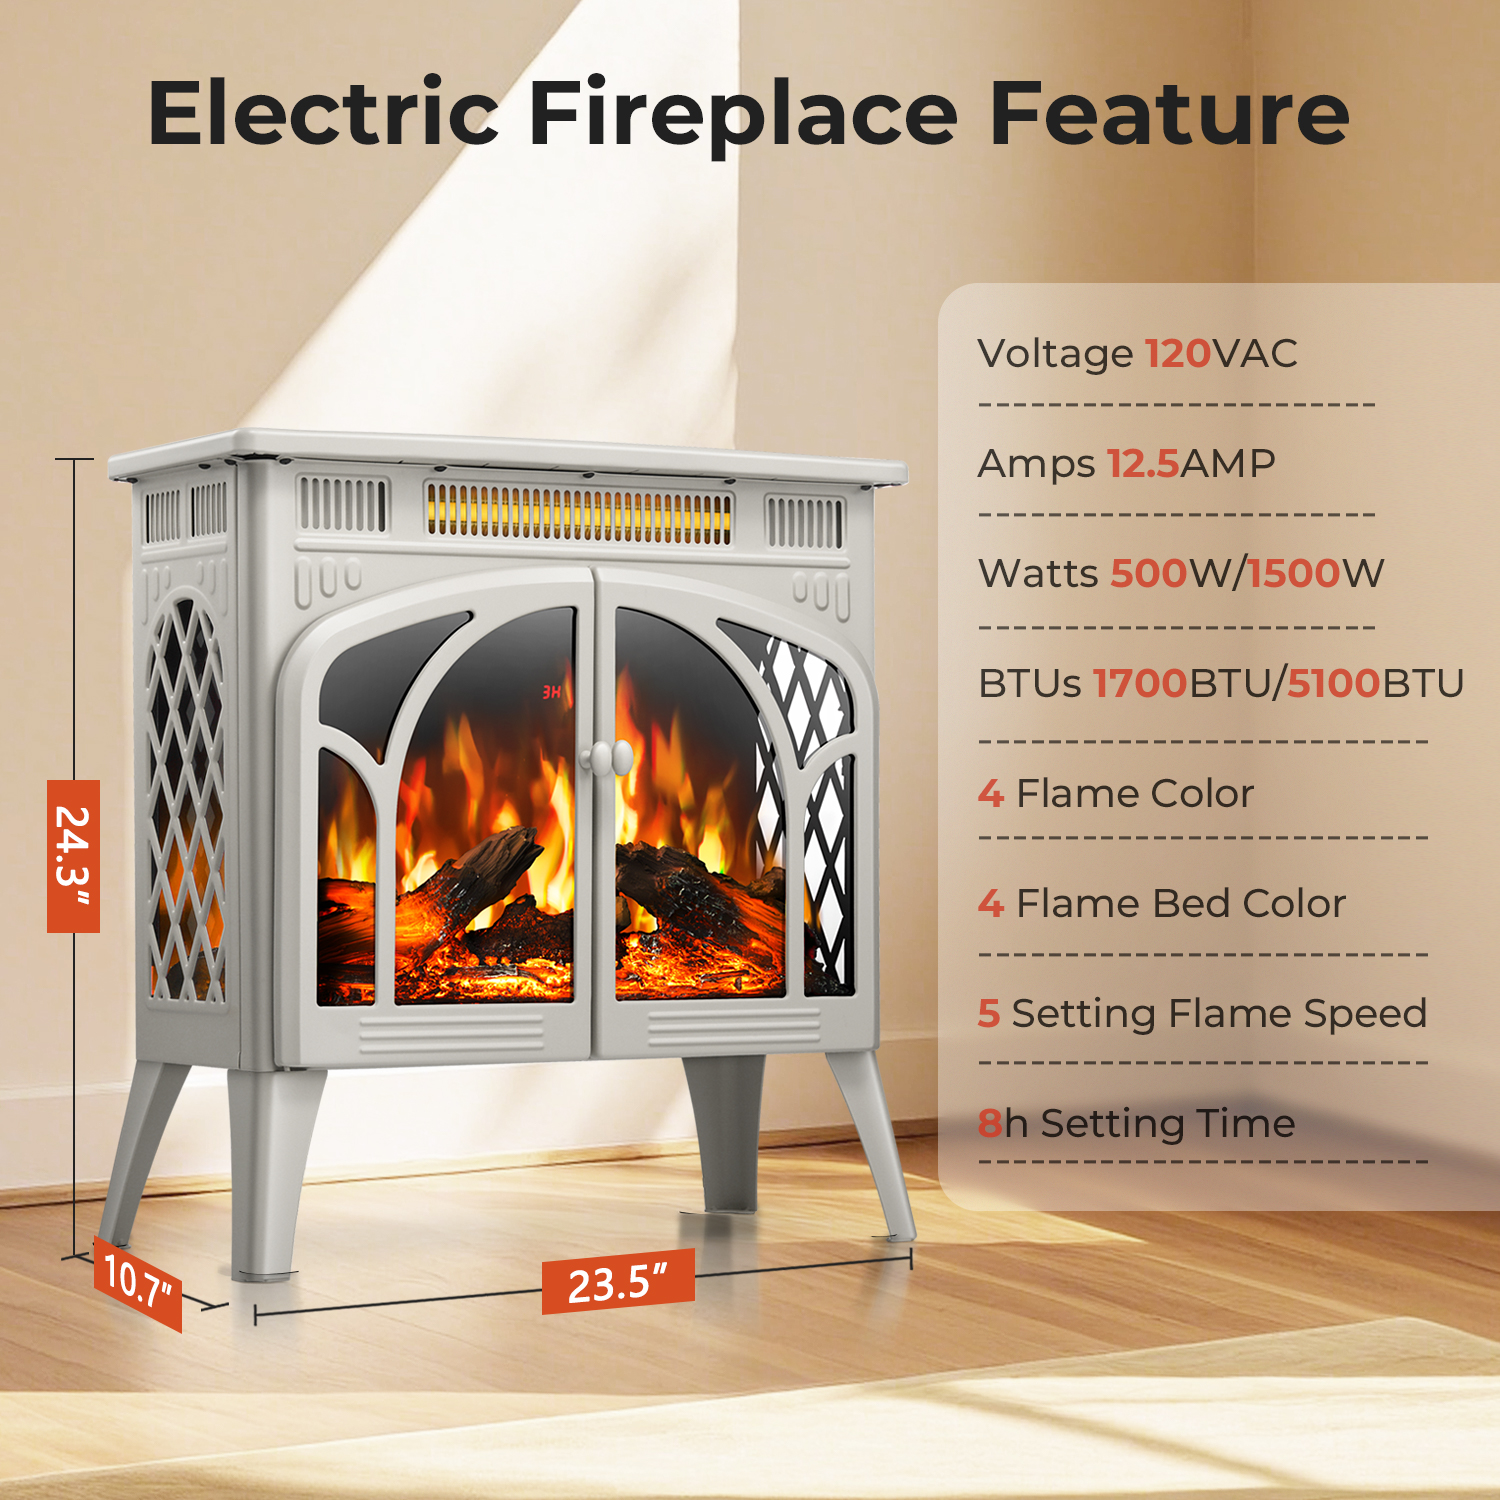 Electric Fireplace Feature
Voltage 120VAC
Amps 12.5AMP
Watts 500W/1500W
BTUs 1700BTU/5100BTU
4 Flame Color
4 Flame Bed Color
5 Setting Flame Speed
8h Setting Time
3H
24.3"
10.7"
23.5"